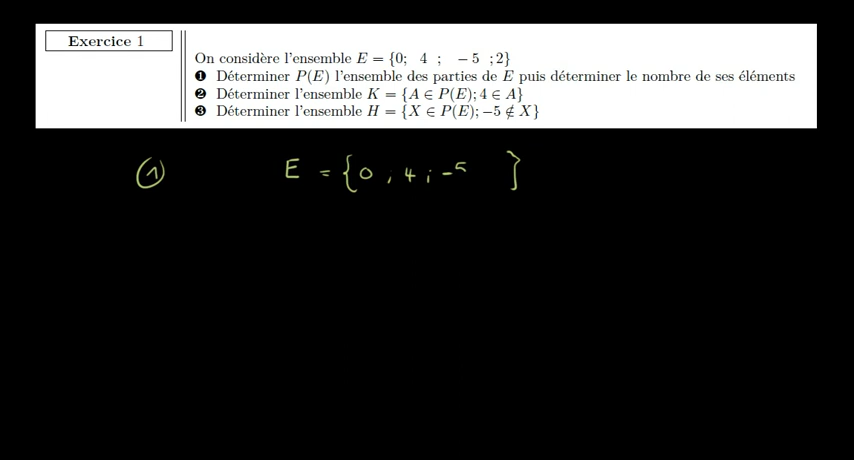 Exercice 1
On considère l'ensemble E = {0; 4 ; − 5 ; 2}
❶ Déterminer P(E) l'ensemble des parties de E puis déterminer le nombre de ses éléments
❷ Déterminer l'ensemble K = {A ∈ P(E); 4 ∈ A}
❸ Déterminer l'ensemble H = {X ∈ P(E); −5 ∉ X}
① E = {0 ; 4 ; -5 }